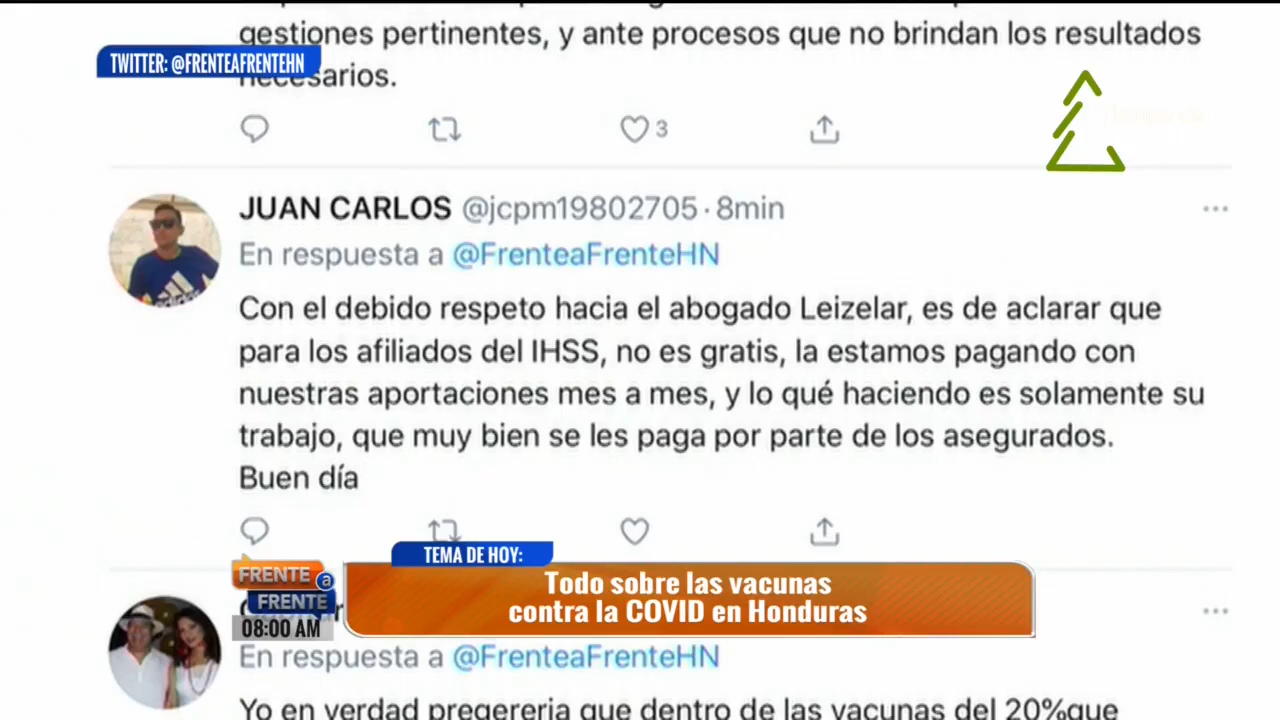 gestiones pertinentes, y ante procesos que no brindan los resultados
TWITTER: @FRENTEAFRENTEHN
necesarios.
3
JUAN CARLOS @jcpm19802705 · 8min
En respuesta a @FrenteaFrenteHN
Con el debido respeto hacia el abogado Leizelar, es de aclarar que
para los afiliados del IHSS, no es gratis, la estamos pagando con
nuestras aportaciones mes a mes, y lo qué haciendo es solamente su
trabajo, que muy bien se les paga por parte de los asegurados.
Buen día
TEMA DE HOY:
FRENTE a
FRENTE
08:00 AM
Todo sobre las vacunas
contra la COVID en Honduras
En respuesta a @FrenteaFrenteHN
Yo en verdad pregereria que dentro de las vacunas del 20%que